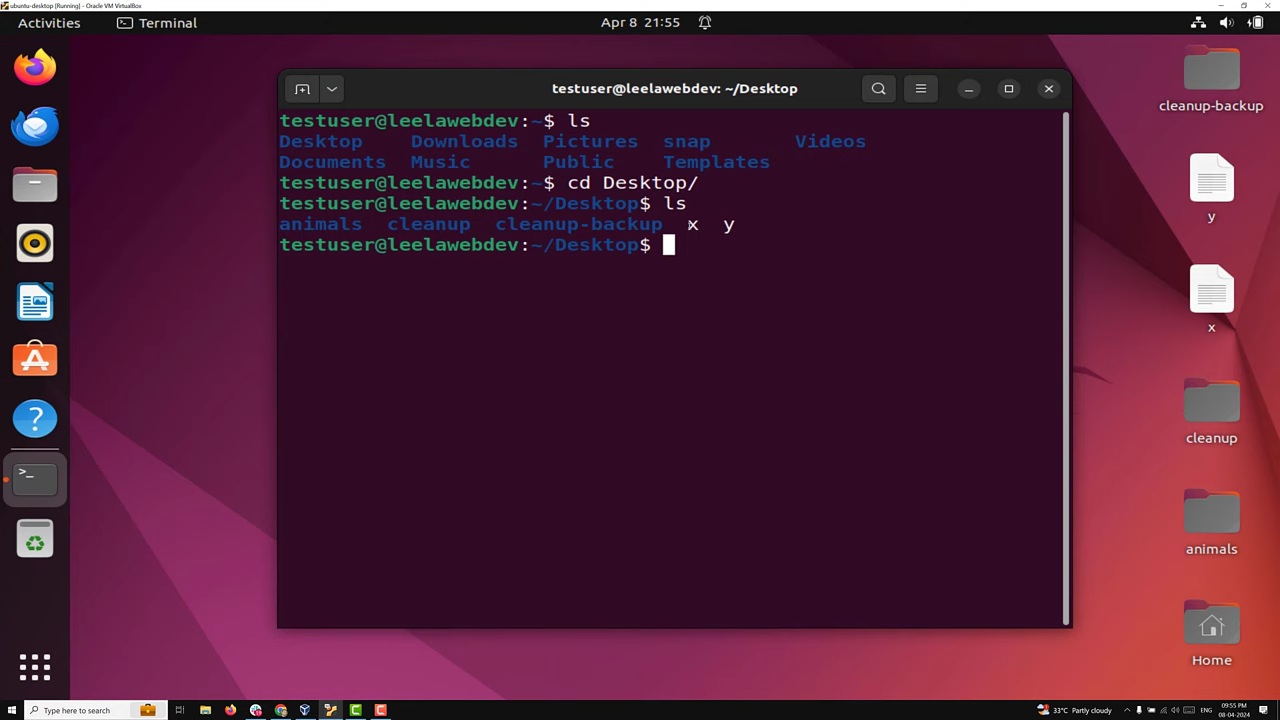 ubuntu-desktop [Running] - Oracle VM VirtualBox
Activities Terminal Apr 8 21:55
testuser@leelawebdev: ~/Desktop
testuser@leelawebdev:~$ ls
Desktop Downloads Pictures snap Videos
Documents Music Public Templates
testuser@leelawebdev:~$ cd Desktop/
testuser@leelawebdev:~/Desktop$ ls
animals cleanup cleanup-backup x y
testuser@leelawebdev:~/Desktop$
cleanup-backup
y
x
cleanup
animals
Home
Type here to search
33°C Partly cloudy
ENG
09:55 PM
08-04-2024